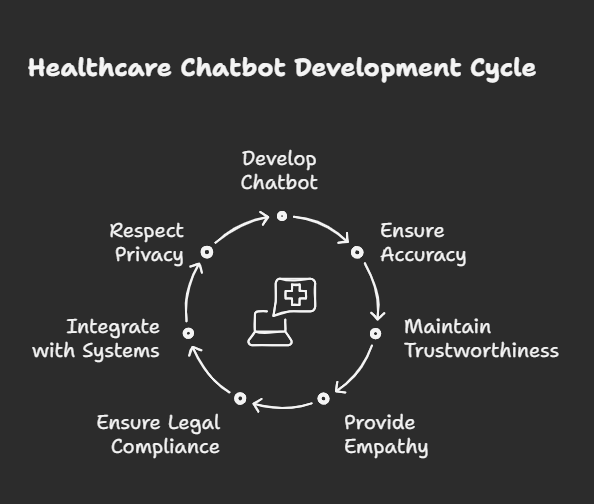 Healthcare Chatbot Development Cycle
Develop
Chatbot
Ensure
Accuracy
Maintain
Trustworthiness
Provide
Empathy
Ensure Legal
Compliance
Integrate
with Systems
Respect
Privacy